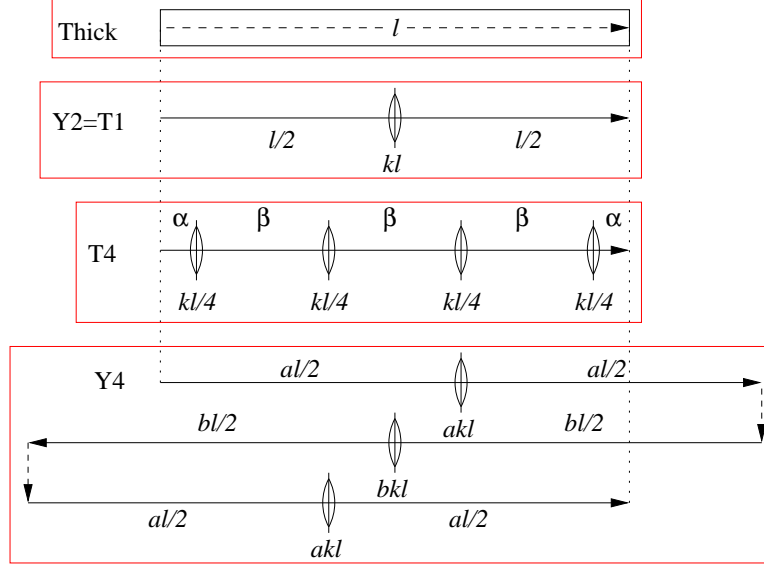 Thick l
Y2=T1
l/2 l/2
kl
α β β β α
T4
kl/4 kl/4 kl/4 kl/4
Y4 al/2 al/2
akl
bl/2 bl/2
bkl
al/2 al/2
akl